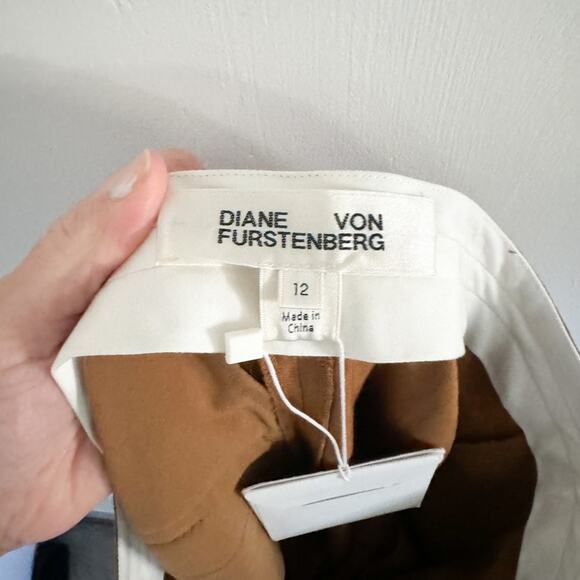 DIANE VON
FURSTENBERG
12
Made in
China